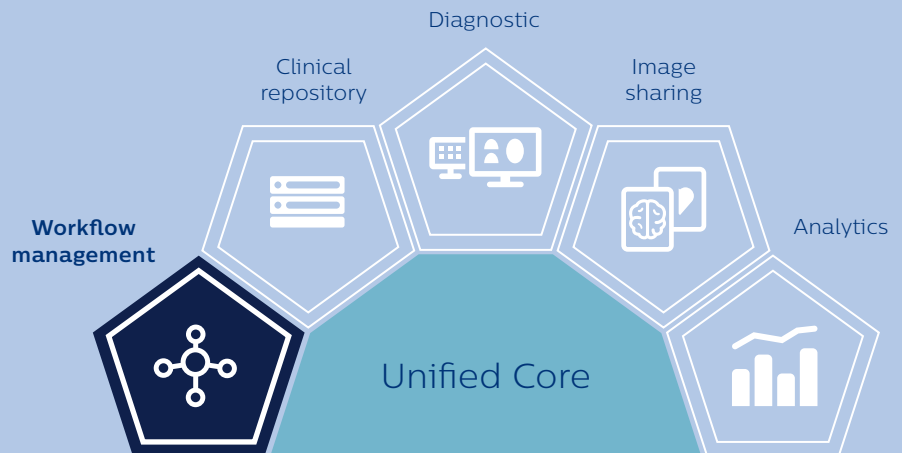 Diagnostic
Clinical
repository
Image
sharing
Workflow
management
Analytics
Unified Core